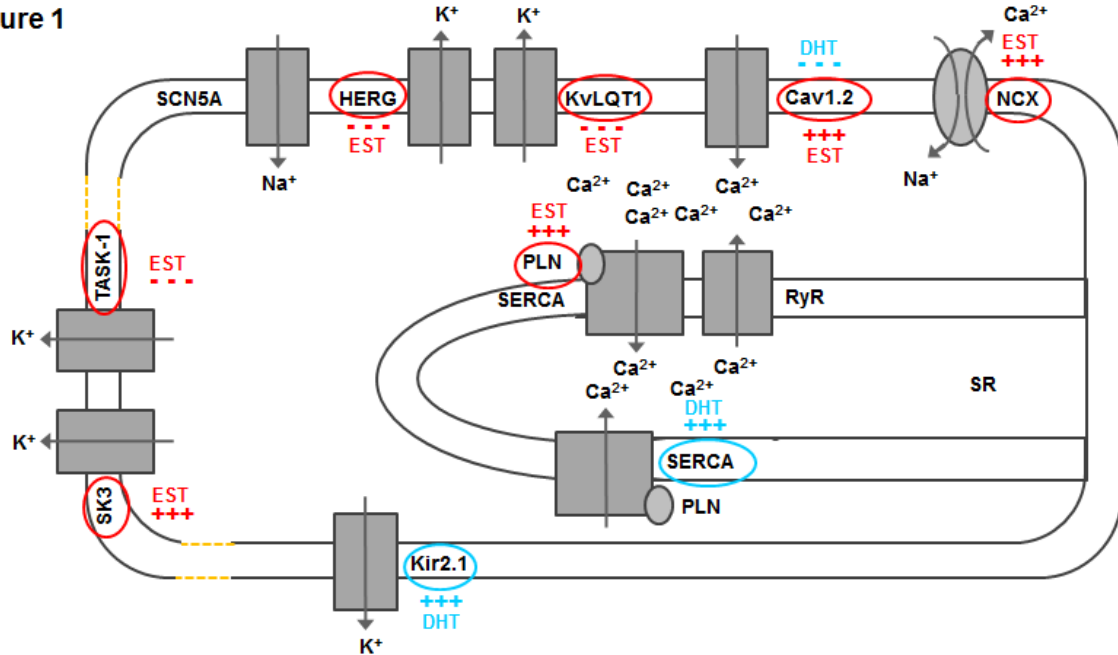 ure 1
K⁺
K⁺
Ca²⁺
DHT
- - -
EST
+++
SCN5A
HERG
KvLQT1
Cav1.2
NCX
- - -
EST
- - -
EST
+++
EST
Na⁺
Ca²⁺
Na⁺
Ca²⁺
Ca²⁺
Ca²⁺
Ca²⁺
Ca²⁺
EST
+++
PLN
SERCA
RyR
TASK-1
EST
- - -
K⁺
Ca²⁺
Ca²⁺
Ca²⁺
Ca²⁺
SR
DHT
+++
K⁺
SERCA
PLN
SK3
EST
+++
Kir2.1
+++
DHT
K⁺